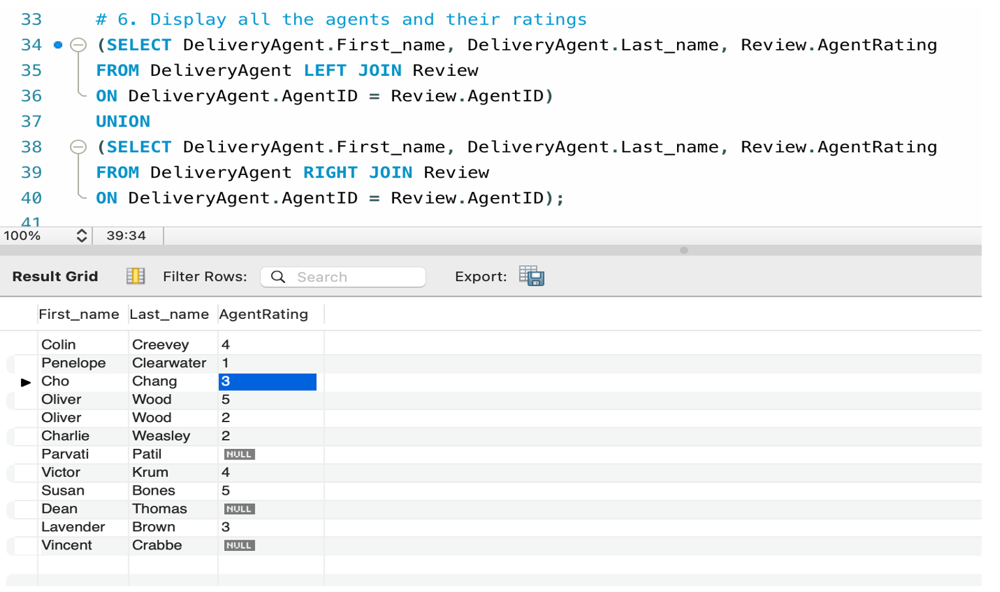 33 # 6. Display all the agents and their ratings
34 (SELECT DeliveryAgent.First_name, DeliveryAgent.Last_name, Review.AgentRating
35 FROM DeliveryAgent LEFT JOIN Review
36 ON DeliveryAgent.AgentID = Review.AgentID)
37 UNION
38 (SELECT DeliveryAgent.First_name, DeliveryAgent.Last_name, Review.AgentRating
39 FROM DeliveryAgent RIGHT JOIN Review
40 ON DeliveryAgent.AgentID = Review.AgentID);
41
100% 39:34
Result Grid Filter Rows: Search Export:
First_name Last_name AgentRating
Colin Creevey 4
Penelope Clearwater 1
Cho Chang 3
Oliver Wood 5
Oliver Wood 2
Charlie Weasley 2
Parvati Patil NULL
Victor Krum 4
Susan Bones 5
Dean Thomas NULL
Lavender Brown 3
Vincent Crabbe NULL